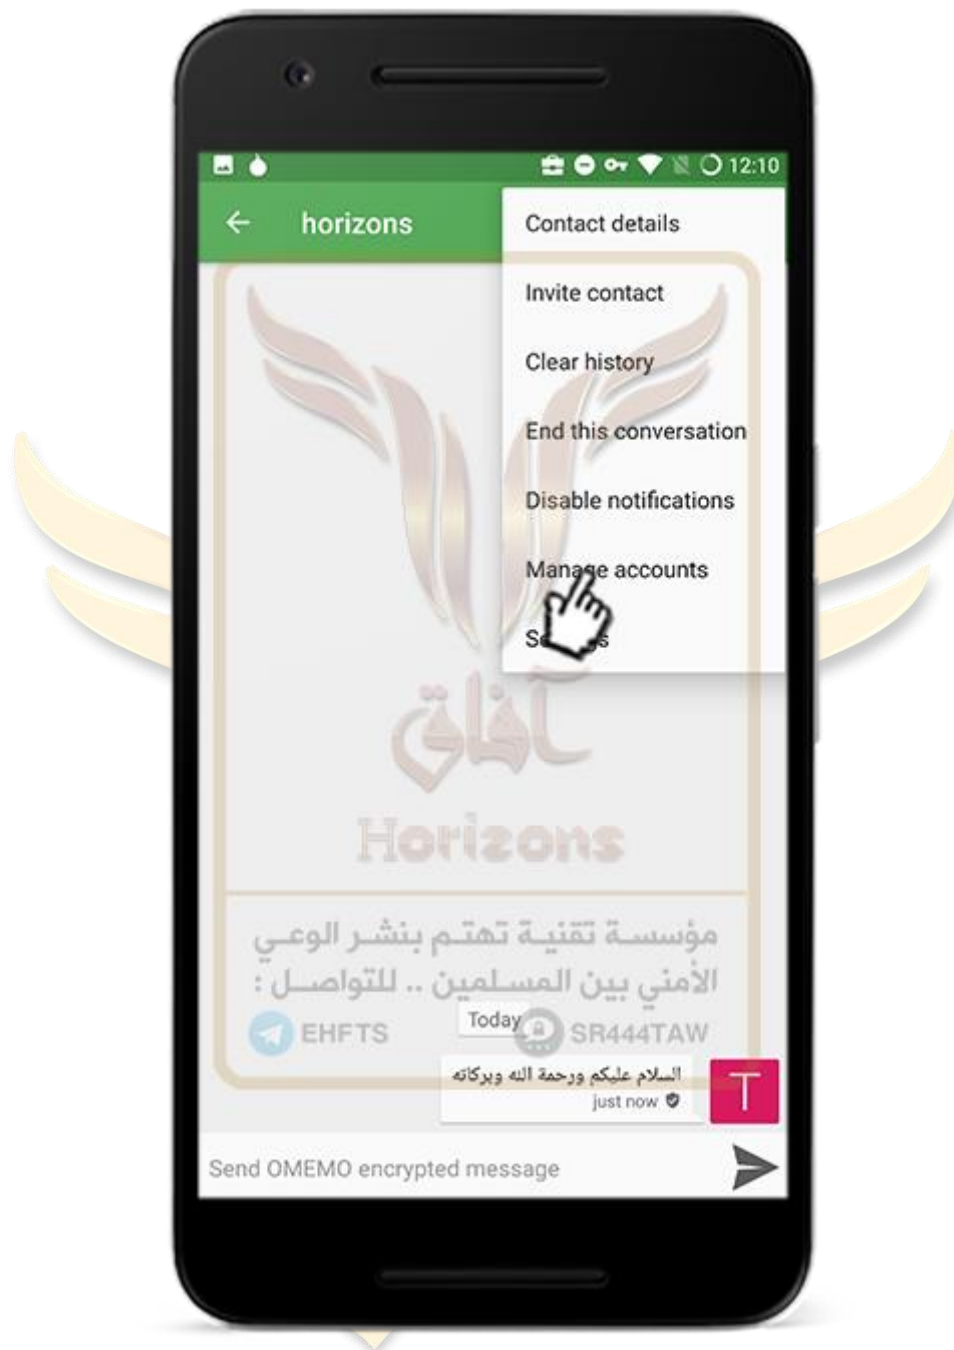 12:10
horizons
Contact details
Invite contact
Clear history
End this conversation
Disable notifications
Manage accounts
آفاق
Horizons
مؤسسة تقنية تهتم بنشر الوعي
الأمني بين المسلمين .. للتواصل :
EHFTS
SR444TAW
Today
السلام عليكم ورحمة الله وبركاته
just now
T
Send OMEMO encrypted message